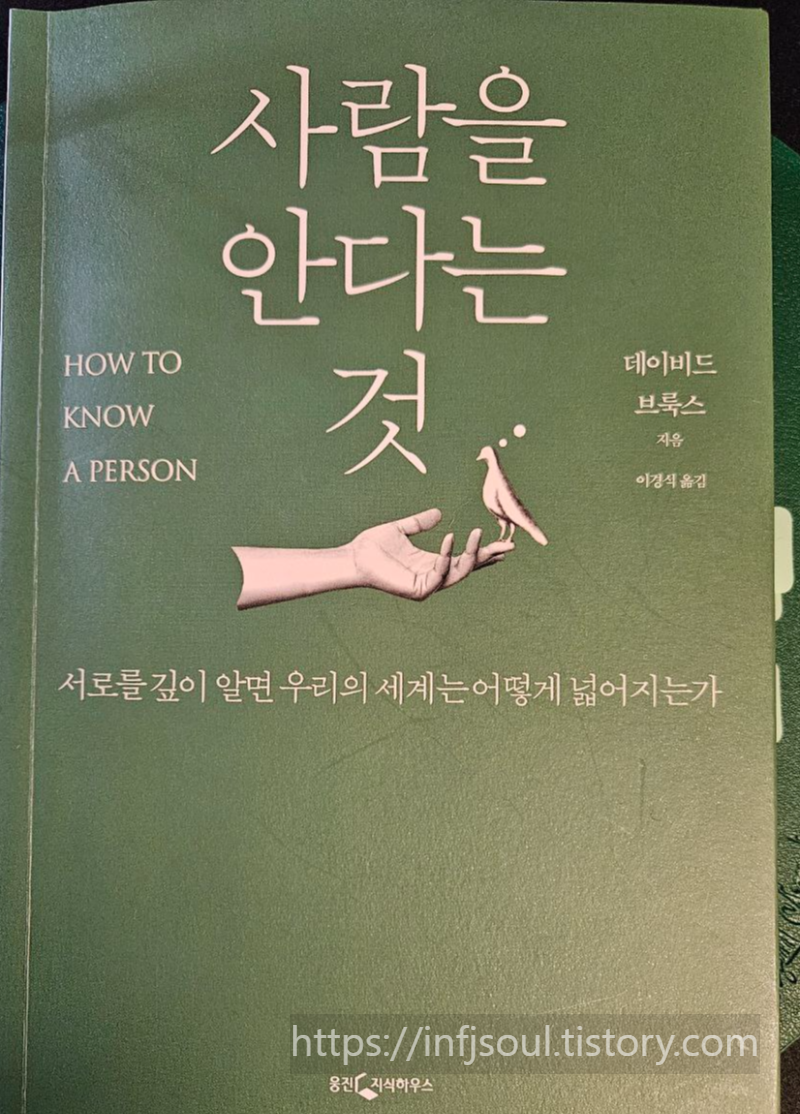 사람을
안다는
것
HOW TO
KNOW
A PERSON
데이비드
브룩스
지음
이경식 옮김
서로를 깊이 알면 우리의 세계는 어떻게 넓어지는가
https://infjsoul.tistory.com
웅진 지식하우스